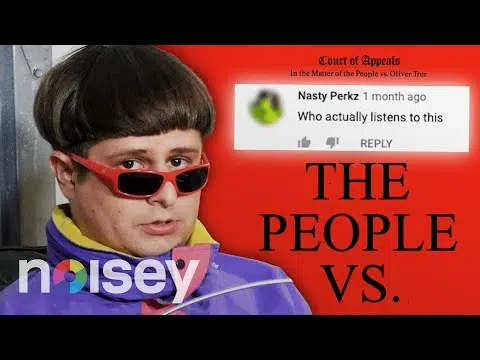 Court of Appeals
In the Matter of the People vs. Oliver Tree
Nasty Perkz 1 month ago
Who actually listens to this
REPLY
THE
PEOPLE
VS.
noisey